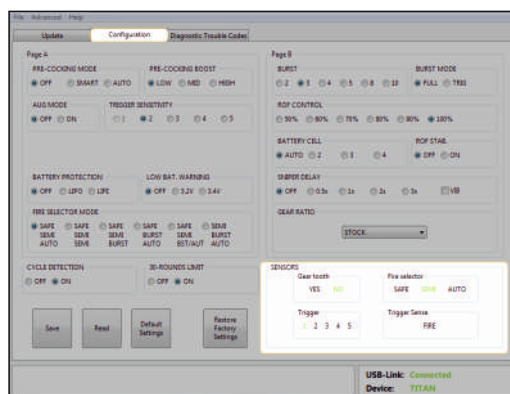 File Advanced Help
Update Configuration Diagnostic Trouble Codes
Page A
PRE-COCKING MODE PRE-COCKING BOOST
OFF SMART AUTO LOW MED HIGH
AUG MODE TRIGGER SENSITIVITY
OFF ON 1 2 3 4 5
BATTERY PROTECTION LOW BAT. WARNING
OFF LIPO LIFE OFF 3.2V 3.4V
FIRE SELECTOR MODE
SAFE SAFE SAFE SAFE SAFE SEMI
SEMI SEMI SEMI BURST SEMI BURST
AUTO SEMI BURST AUTO BST/AUT AUTO
CYCLE DETECTION 30-ROUNDS LIMIT
OFF ON OFF ON
Save Read Default Settings Restore Factory Settings
Page B
BURST BURST MODE
2 3 4 5 8 10 FULL TRIG
ROF CONTROL
50% 60% 70% 80% 90% 100%
BATTERY CELL ROF STAB.
AUTO 2 3 4 OFF ON
SNIPER DELAY
OFF 0.5s 1s 2s 3s VIB
GEAR RATIO
STOCK
SENSORS
Gear tooth Fire selector
YES NO SAFE SEMI AUTO
Trigger Trigger Sense
1 2 3 4 5 FIRE
USB-Link: Connected
Device: TITAN